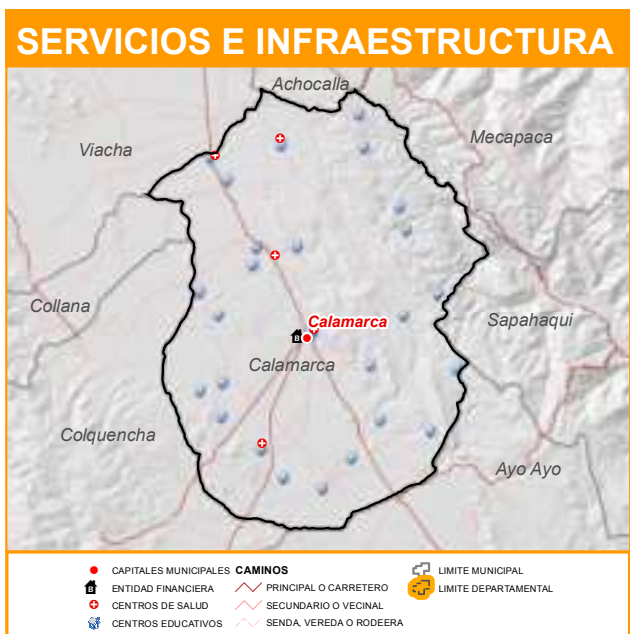 SERVICIOS E INFRAESTRUCTURA
Achocalla
Mecapaca
Viacha
Collana
Calamarca
Sapahaqui
B
Calamarca
Colquencha
Ayo Ayo
CAPITALES MUNICIPALES
B
ENTIDAD FINANCIERA
CENTROS DE SALUD
CENTROS EDUCATIVOS
CAMINOS
PRINCIPAL O CARRETERO
SECUNDARIO O VECINAL
SENDA, VEREDA O RODEERA
LIMITE MUNICIPAL
LIMITE DEPARTAMENTAL